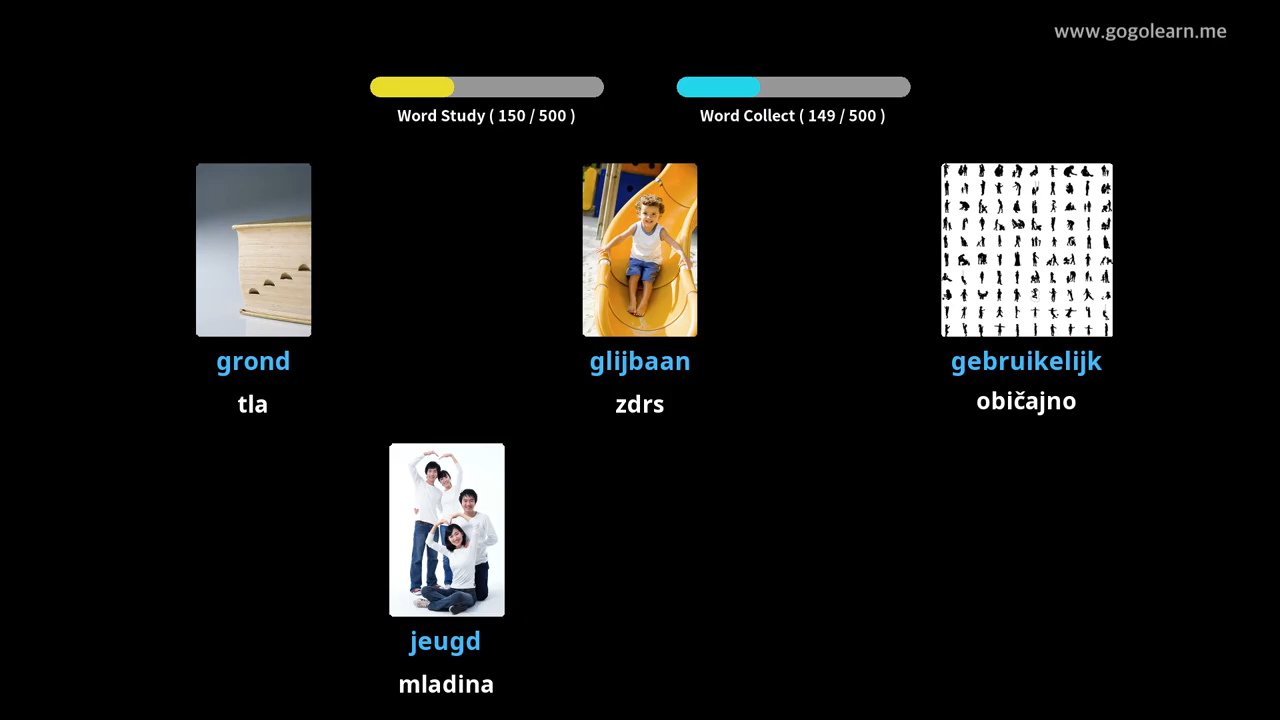 www.gogolearn.me
Word Study ( 150 / 500 )
Word Collect ( 149 / 500 )
grond
glijbaan
gebruikelijk
tla
zdrs
običajno
jeugd
mladina